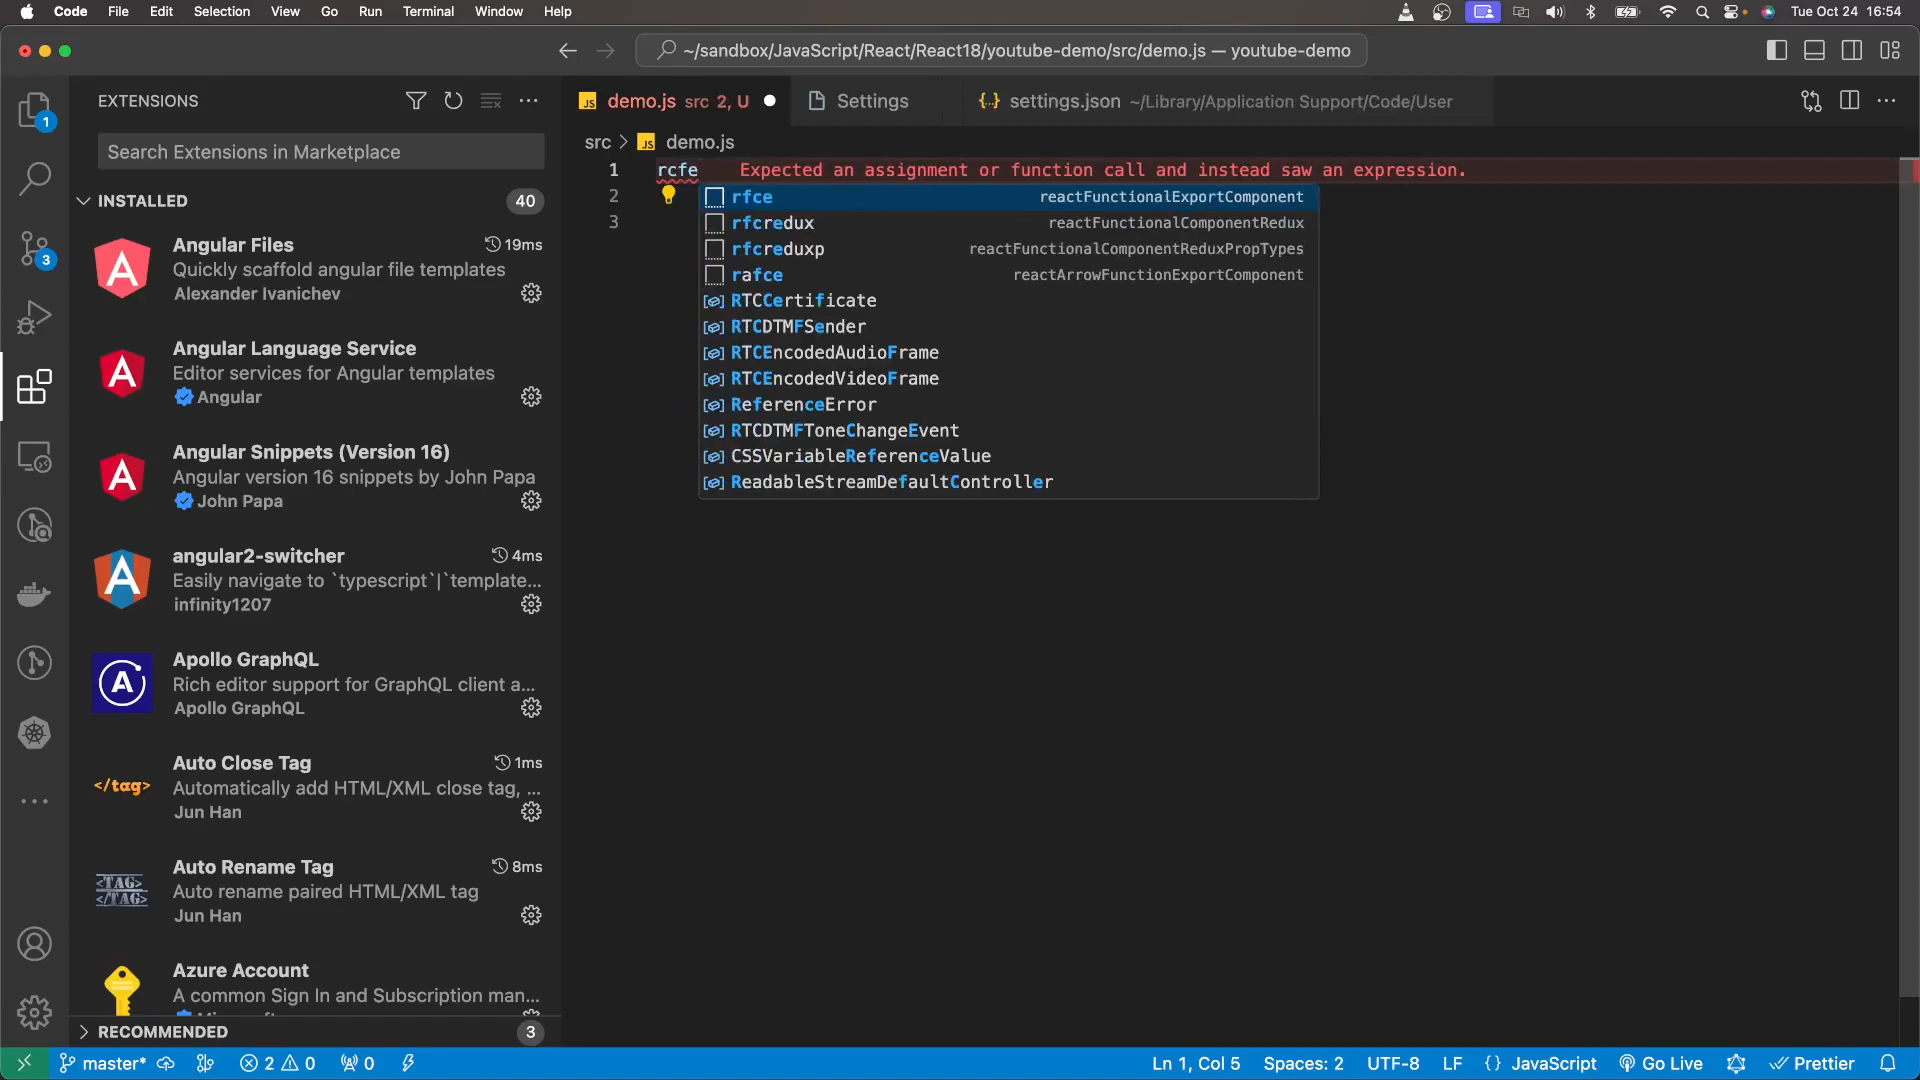 Code File Edit Selection View Go Run Terminal Window Help Tue Oct 24 16:54
~/sandbox/JavaScript/React/React18/youtube-demo/src/demo.js — youtube-demo
EXTENSIONS
Search Extensions in Marketplace
INSTALLED 40
Angular Files 19ms
Quickly scaffold angular file templates
Alexander Ivanichev
Angular Language Service
Editor services for Angular templates
Angular
Angular Snippets (Version 16)
Angular version 16 snippets by John Papa
John Papa
angular2-switcher 4ms
Easily navigate to `typescript`|`template...
infinity1207
Apollo GraphQL
Rich editor support for GraphQL client a...
Apollo GraphQL
</tag>
Auto Close Tag 1ms
Automatically add HTML/XML close tag, ...
Jun Han
<TAG>
</TAG>
Auto Rename Tag 8ms
Auto rename paired HTML/XML tag
Jun Han
Azure Account
A common Sign In and Subscription man...
RECOMMENDED 3
1
3
JS demo.js src 2, U Settings {..} settings.json ~/Library/Application Support/Code/User
src > JS demo.js
1 rcfe Expected an assignment or function call and instead saw an expression.
2
3
rfce reactFunctionalExportComponent
rfcredux reactFunctionalComponentRedux
rfcreduxp reactFunctionalComponentReduxPropTypes
rafce reactArrowFunctionExportComponent
RTCCertificate
RTCDTMFSender
RTCEncodedAudioFrame
RTCEncodedVideoFrame
ReferenceError
RTCDTMFToneChangeEvent
CSSVariableReferenceValue
ReadableStreamDefaultController
master* 2 0 0 Ln 1, Col 5 Spaces: 2 UTF-8 LF {} JavaScript Go Live Prettier